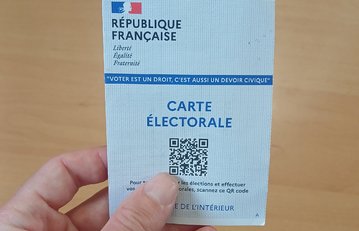 RÉPUBLIQUE
FRANÇAISE
Liberté
Égalité
Fraternité
"VOTER EST UN DROIT, C'EST AUSSI UN DEVOIR CIVIQUE"
CARTE
ÉLECTORALE
Pour les élections et effectuer
vos orales, scannez ce QR code
DE L'INTÉRIEUR